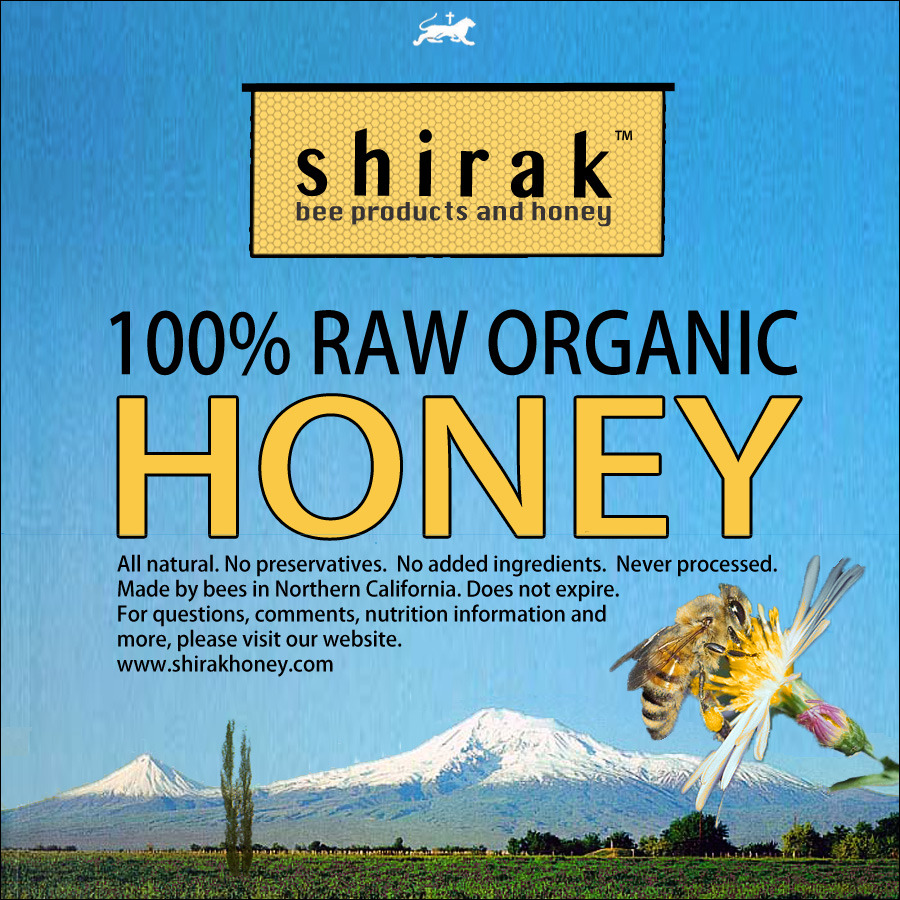 shirak™
bee products and honey
100% RAW ORGANIC
HONEY
All natural. No preservatives. No added ingredients. Never processed.
Made by bees in Northern California. Does not expire.
For questions, comments, nutrition information and
more, please visit our website.
www.shirakhoney.com